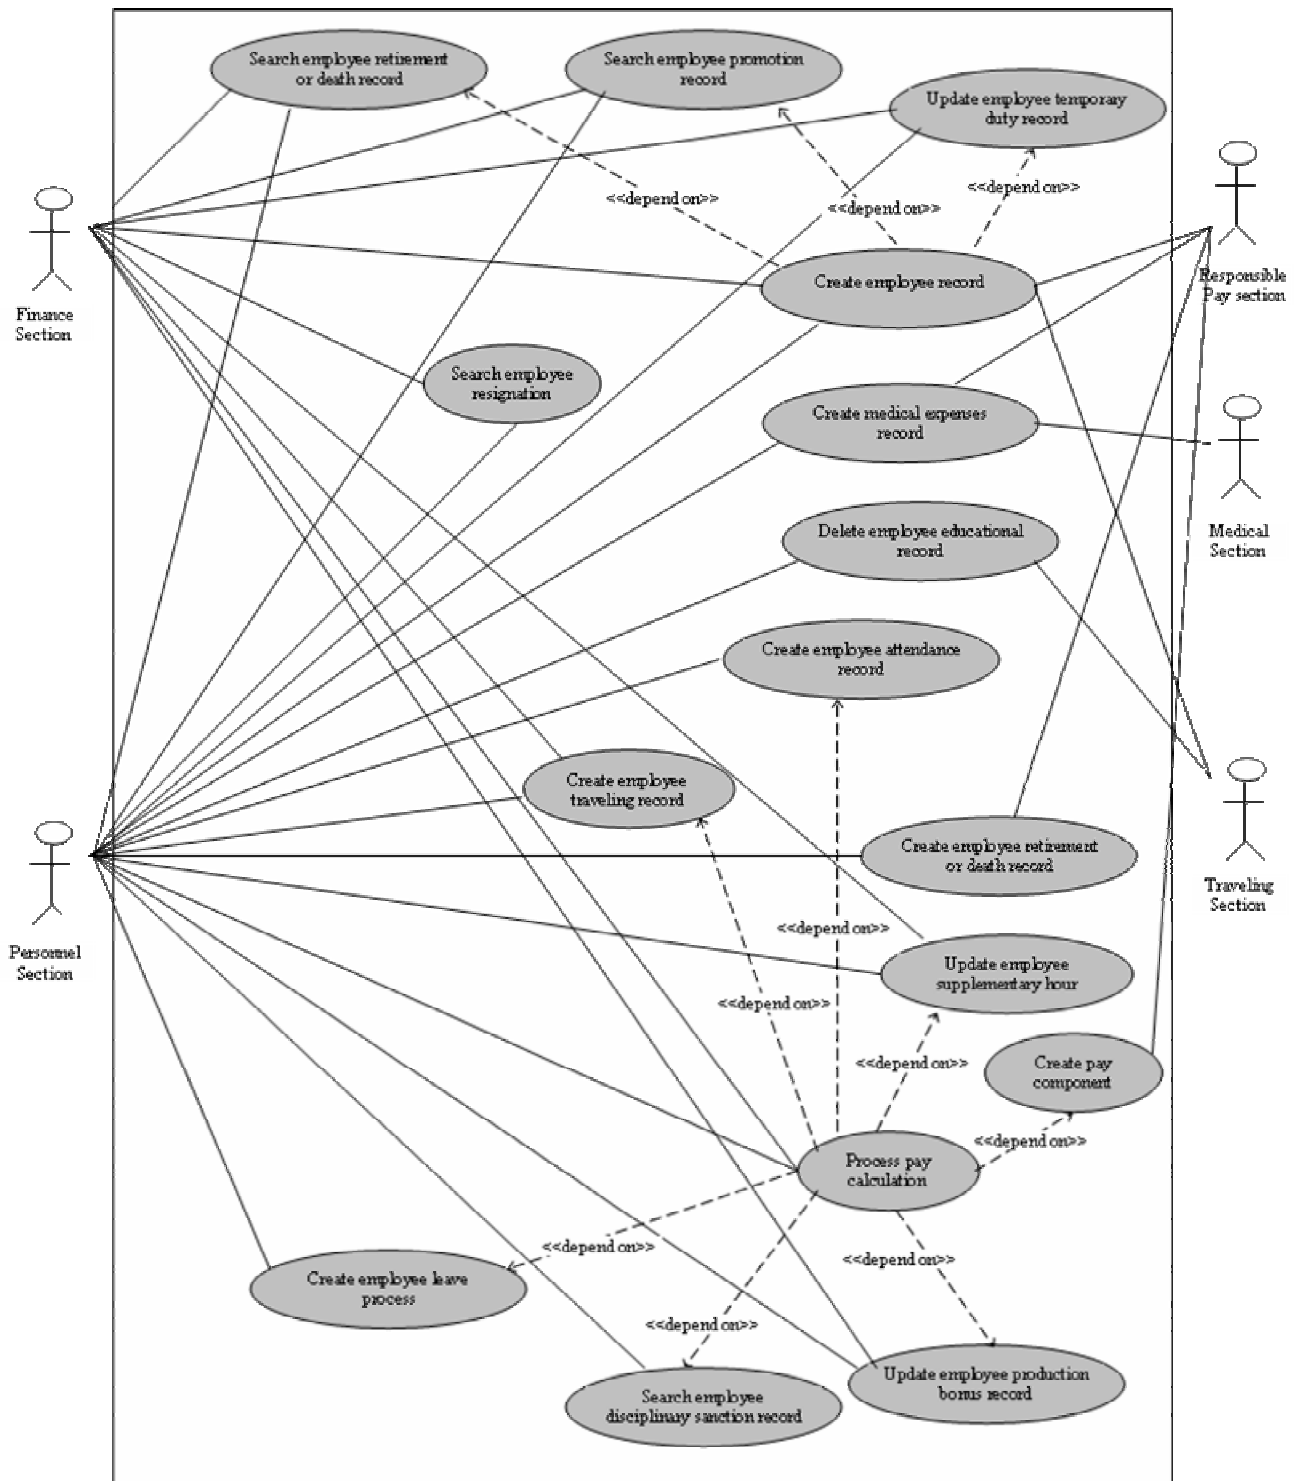 Search employee retirement
or death record
Search employee promotion
record
Update employee temporary
duty record
<<depend on>>
<<depend on>>
<<depend on>>
Finance
Section
Create employee record
Responsible
Pay section
Search employee
resignation
Create medical expenses
record
Medical
Section
Delete employee educational
record
Create employee attendance
record
Create employee
traveling record
Create employee retirement
or death record
Traveling
Section
Personnel
Section
<<depend on>>
Update employee
supplementary hour
<<depend on>>
<<depend on>>
Create pay
component
<<depend on>>
Process pay
calculation
<<depend on>>
<<depend on>>
Create employee leave
process
<<depend on>>
Update employee production
bonus record
Search employee
disciplinary sanction record